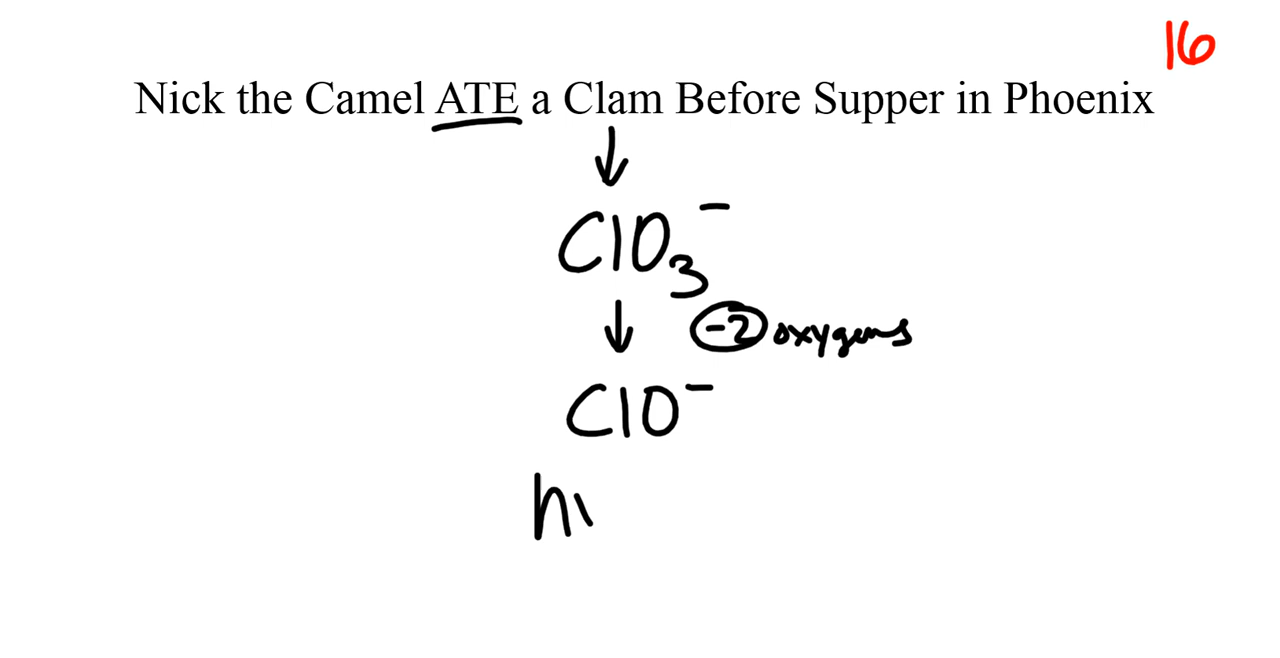 16
Nick the Camel ATE a Clam Before Supper in Phoenix
ClO₃⁻
-2 oxygens
ClO⁻